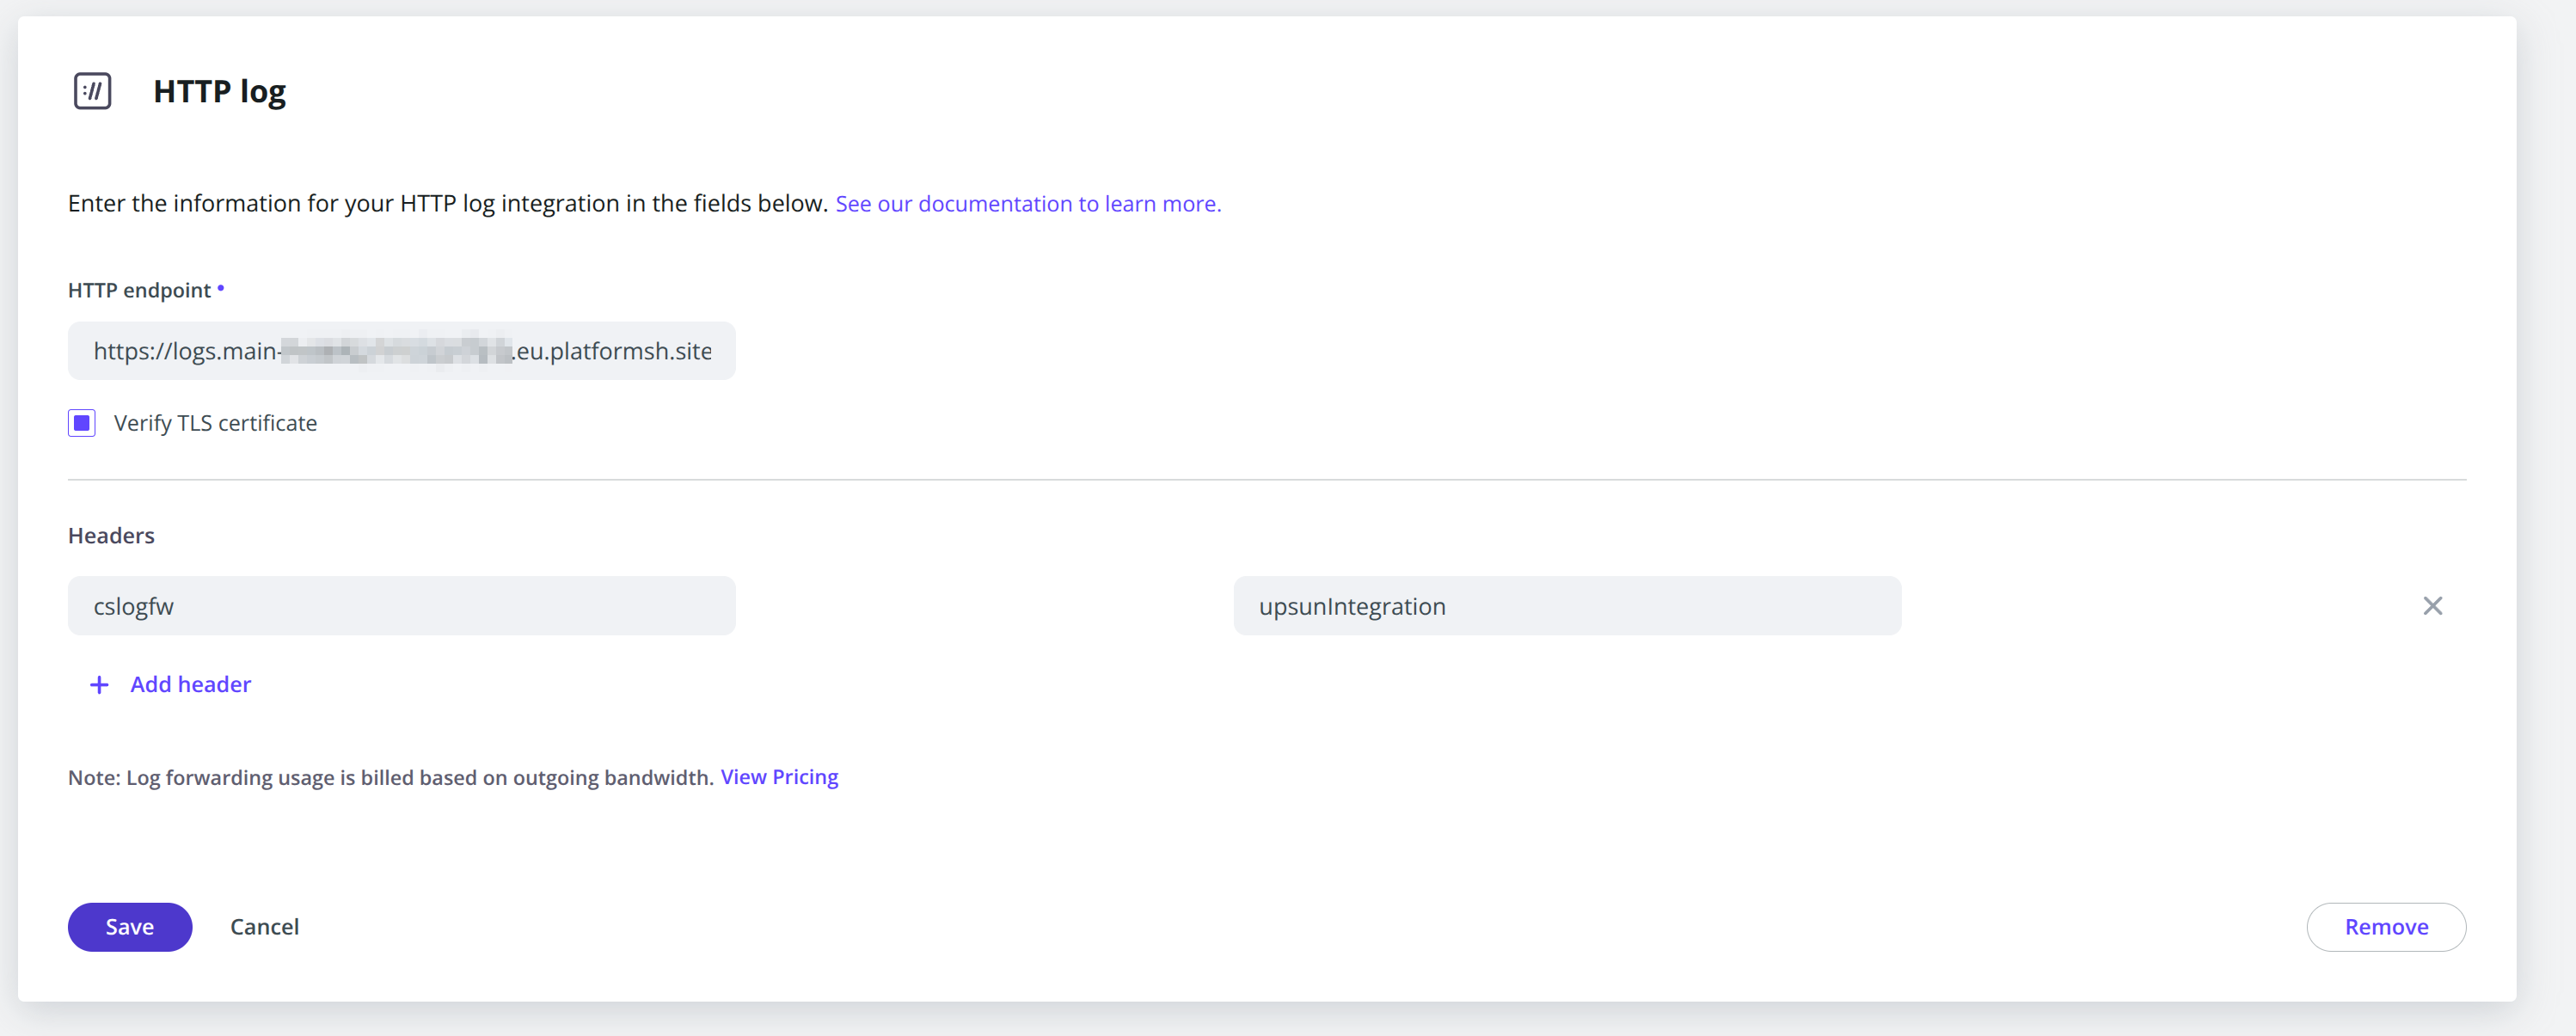 :// HTTP log
Enter the information for your HTTP log integration in the fields below. See our documentation to learn more.
HTTP endpoint •
https://logs.main- .eu.platformsh.site
Verify TLS certificate
Headers
cslogfw upsunIntegration
+ Add header
Note: Log forwarding usage is billed based on outgoing bandwidth. View Pricing
Save Cancel Remove